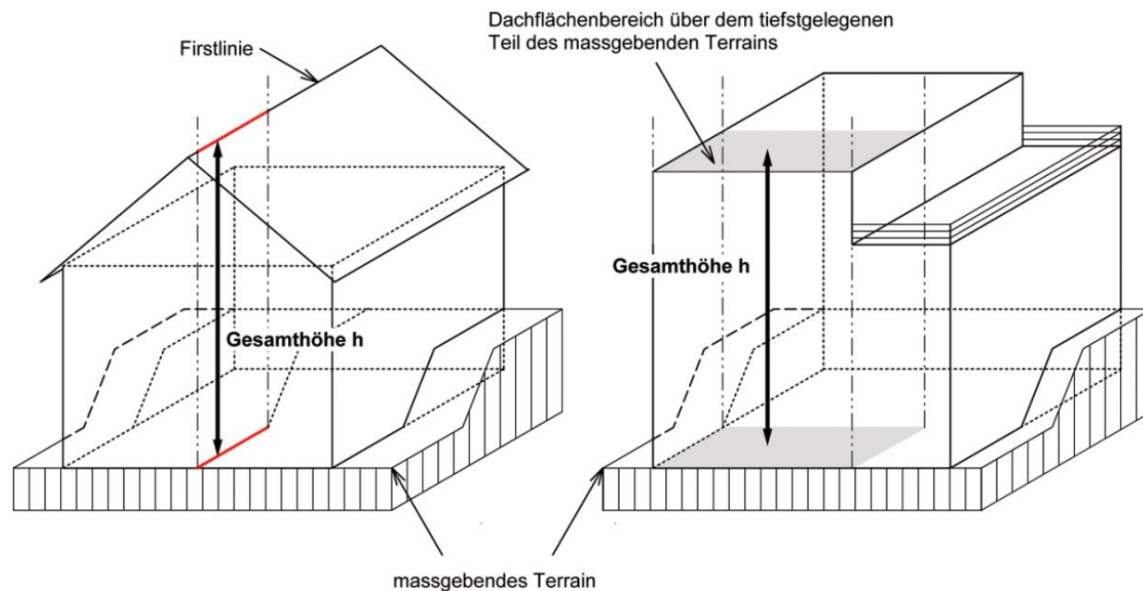 Dachflächenbereich über dem tiefstgelegenen
Teil des massgebenden Terrains
Firstlinie
Gesamthöhe h
Gesamthöhe h
massgebendes Terrain